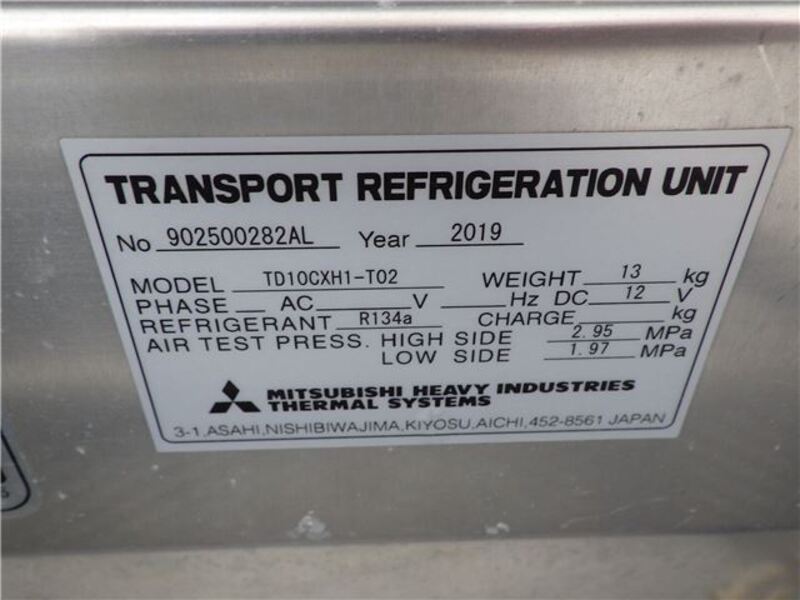 TRANSPORT REFRIGERATION UNIT
No 902500282AL Year 2019
MODEL TD10CXH1-T02 WEIGHT 13 kg
PHASE AC V Hz DC 12 V
REFRIGERANT R134a CHARGE kg
AIR TEST PRESS. HIGH SIDE 2.95 MPa
LOW SIDE 1.97 MPa
MITSUBISHI HEAVY INDUSTRIES
THERMAL SYSTEMS
3-1,ASAHI,NISHIBIWAJIMA,KIYOSU,AICHI,452-8561 JAPAN